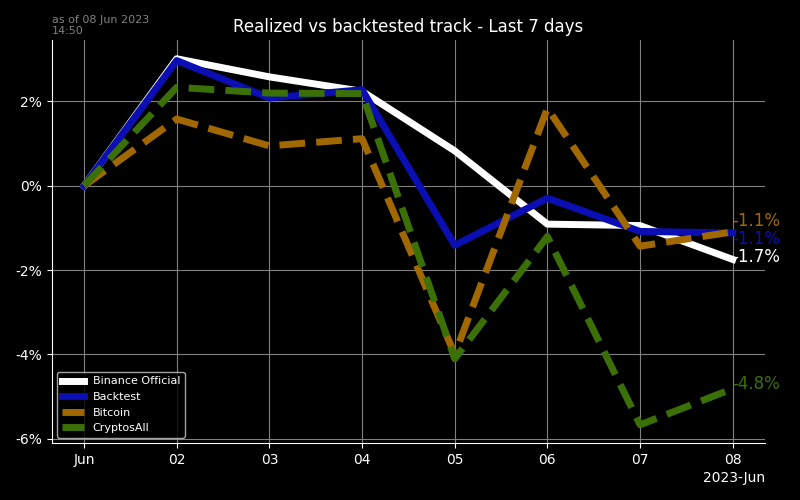 as of 08 Jun 2023
14:50
Realized vs backtested track - Last 7 days
2%
0%
-2%
-4%
-6%
-1.1%
-1.1%
-1.7%
-4.8%
Binance Official
Backtest
Bitcoin
CryptosAll
Jun 02 03 04 05 06 07 08
2023-Jun